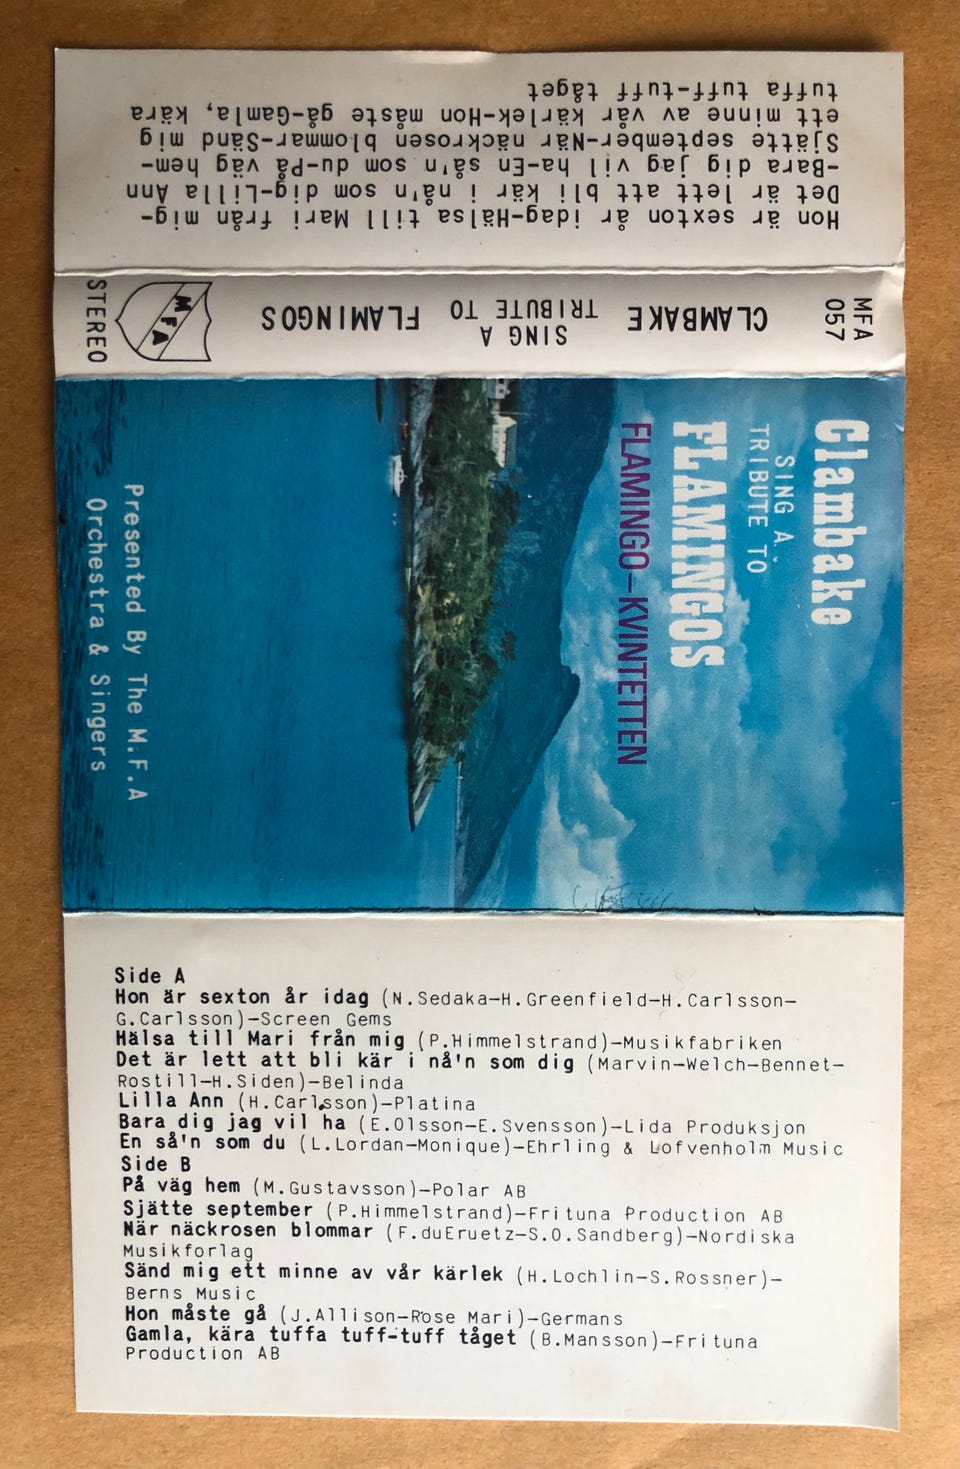 Hon är sexton år idag-Hälsa till Mari från mig-
Det är lett att bli kär i nå'n som dig-Lilla Ann
-Bara dig jag vil ha-En så'n som du-På väg hem-
Sjätte september-När näckrosen blommar-Sänd mig
ett minne av vår kärlek-Hon måste gå-Gamla, kära
tuffa tuff-tuff tåget
MFA
057
CLAMBAKE
SING A
TRIBUTE TO
FLAMINGOS
MFA
STEREO
Clambake
SING A
TRIBUTE TO
FLAMINGOS
FLAMINGO-KVINTETTEN
Presented By The M.F.A
Orchestra & Singers
Side A
Hon är sexton år idag (N.Sedaka-H.Greenfield-H.Carlsson-
G.Carlsson)-Screen Gems
Hälsa till Mari från mig (P.Himmelstrand)-Musikfabriken
Det är lett att bli kär i nå'n som dig (Marvin-Welch-Bennet-
Rostill-H.Siden)-Belinda
Lilla Ann (H.Carlsson)-Platina
Bara dig jag vil ha (E.Olsson-E.Svensson)-Lida Produksjon
En så'n som du (L.Lordan-Monique)-Ehrling & Lofvenholm Music
Side B
På väg hem (M.Gustavsson)-Polar AB
Sjätte september (P.Himmelstrand)-Frituna Production AB
När näckrosen blommar (F.duEruetz-S.O.Sandberg)-Nordiska
Musikforlag
Sänd mig ett minne av vår kärlek (H.Lochlin-S.Rossner)-
Berns Music
Hon måste gå (J.Allison-Rose Mari)-Germans
Gamla, kära tuffa tuff-tuff tåget (B.Mansson)-Frituna
Production AB